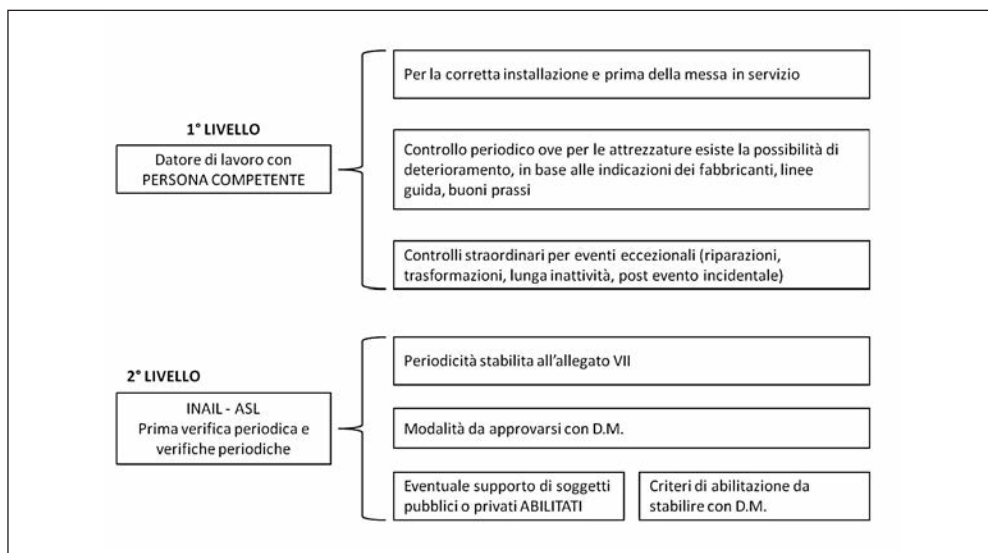 Per la corretta installazione e prima della messa in servizio
1° LIVELLO
Datore di lavoro con
PERSONA COMPETENTE
Controllo periodico ove per le attrezzature esiste la possibilità di
deterioramento, in base alle indicazioni dei fabbricanti, linee
guida, buoni prassi
Controlli straordinari per eventi eccezionali (riparazioni,
trasformazioni, lunga inattività, post evento incidentale)
2° LIVELLO
INAIL - ASL
Prima verifica periodica e
verifiche periodiche
Periodicità stabilita all'allegato VII
Modalità da approvarsi con D.M.
Eventuale supporto di soggetti
pubblici o privati ABILITATI
Criteri di abilitazione da
stabilire con D.M.